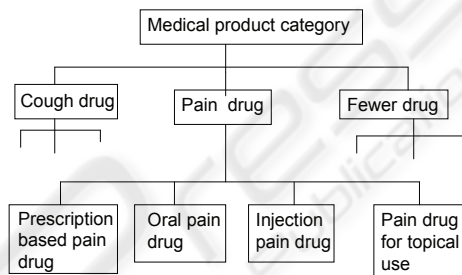 Medical product category
Cough drug
Pain drug
Fewer drug
Prescription
based pain
drug
Oral pain
drug
Injection
pain drug
Pain drug
for topical
use